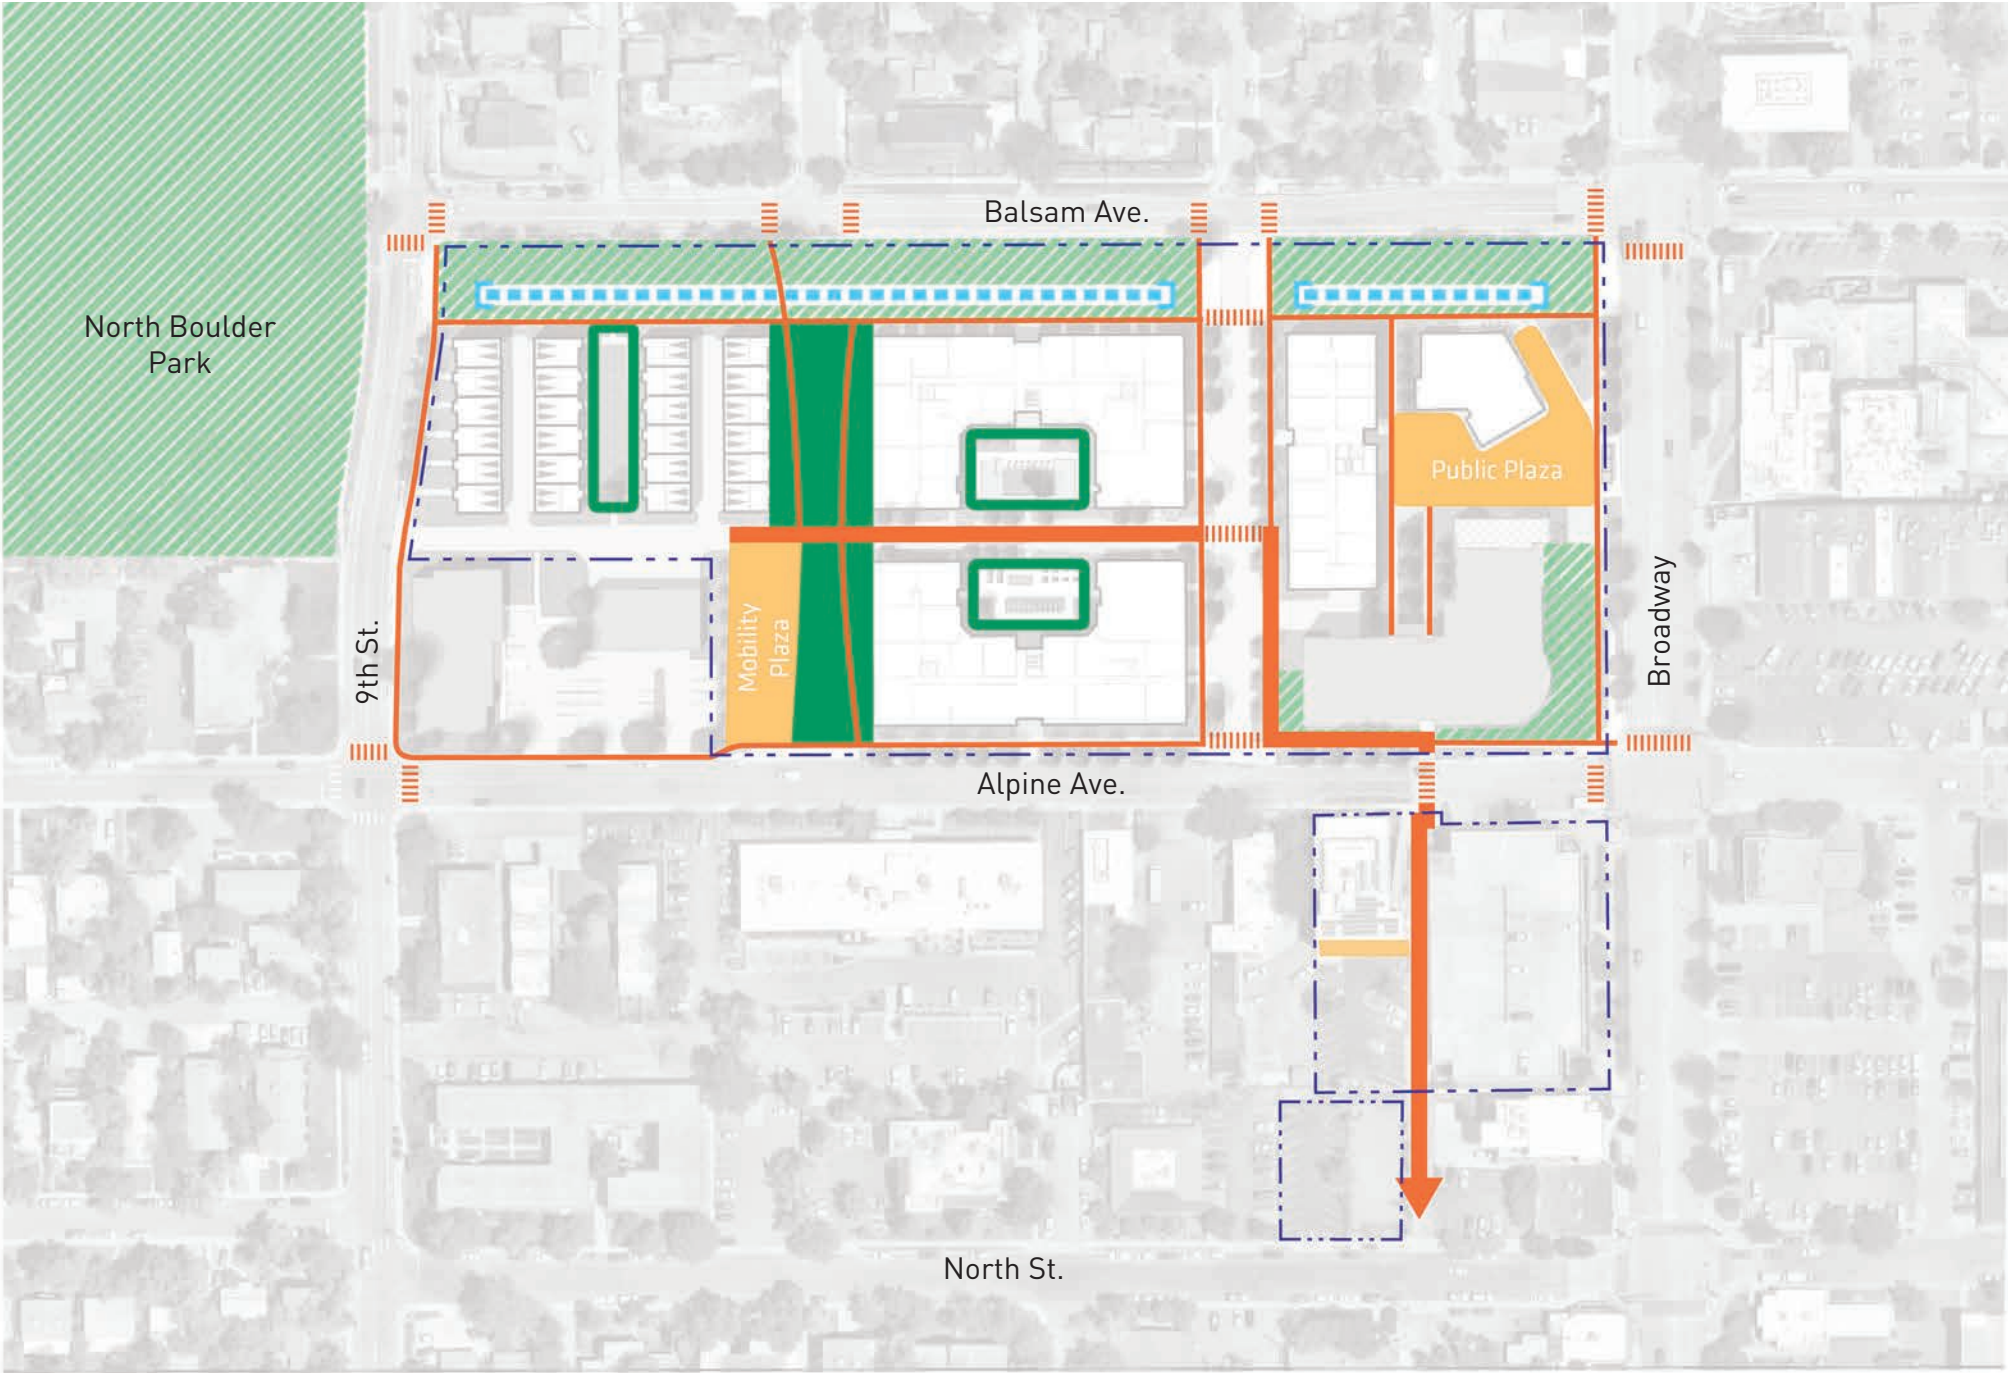 Balsam Ave.
North Boulder
Park
Public Plaza
Mobility
Plaza
9th St.
Broadway
Alpine Ave.
North St.